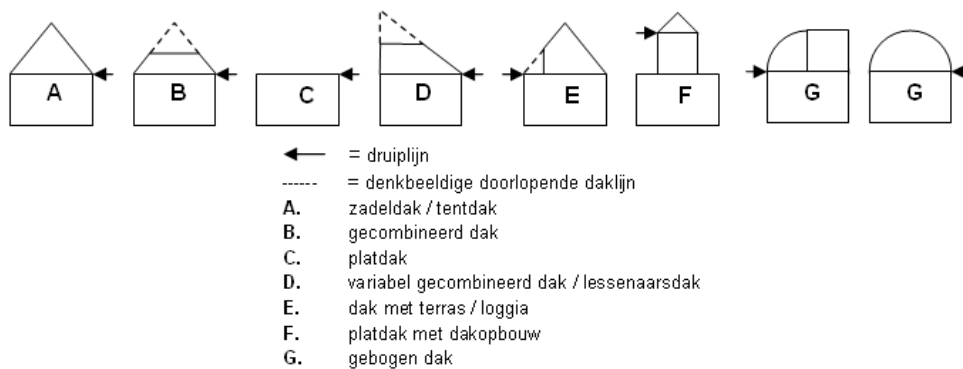 A B C D E F G G
= druiplijn
= denkbeeldige doorlopende daklijn
A. zadeldak / tentdak
B. gecombineerd dak
C. platdak
D. variabel gecombineerd dak / lessenaarsdak
E. dak met terras / loggia
F. platdak met dakopbouw
G. gebogen dak